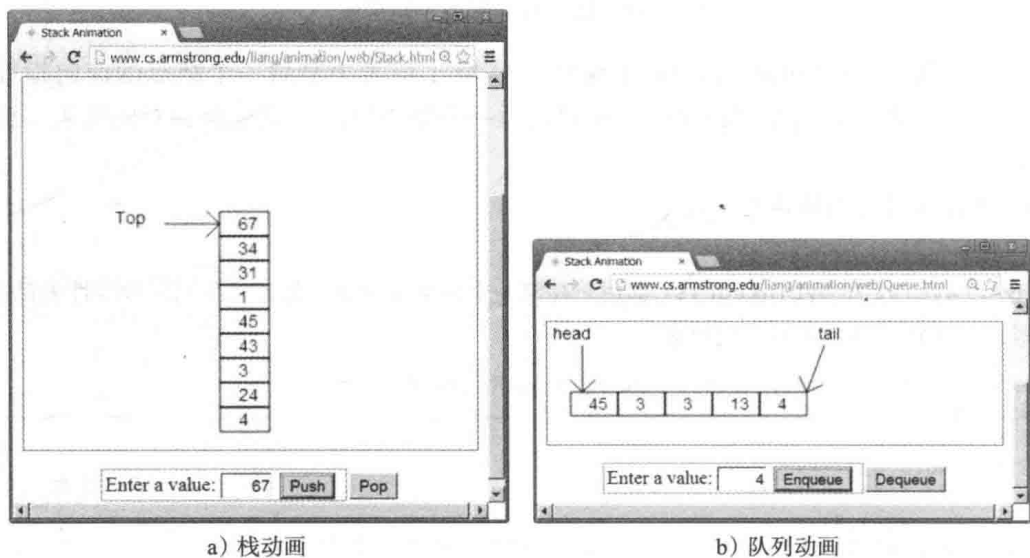 Stack Animation
www.cs.armstrong.edu/liang/animation/web/Stack.html
Top
67
34
31
1
45
43
3
24
4
Enter a value: 67 Push Pop
a) 栈动画
Stack Animation
www.cs.armstrong.edu/liang/animation/web/Queue.html
head tail
45 3 3 13 4
Enter a value: 4 Enqueue Dequeue
b) 队列动画